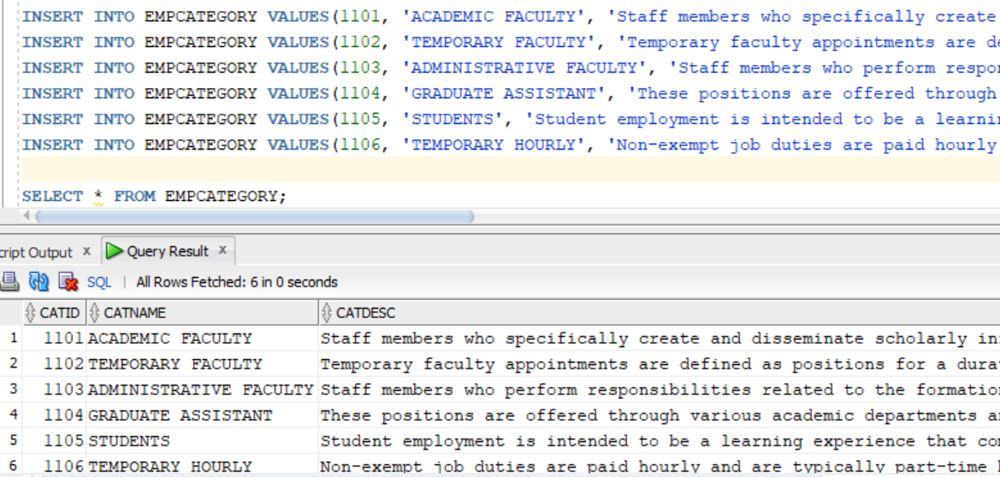 INSERT INTO EMPCATEGORY VALUES(1101, 'ACADEMIC FACULTY', 'Staff members who specifically create
INSERT INTO EMPCATEGORY VALUES(1102, 'TEMPORARY FACULTY', 'Temporary faculty appointments are de
INSERT INTO EMPCATEGORY VALUES(1103, 'ADMINISTRATIVE FACULTY', 'Staff members who perform respon
INSERT INTO EMPCATEGORY VALUES(1104, 'GRADUATE ASSISTANT', 'These positions are offered through
INSERT INTO EMPCATEGORY VALUES(1105, 'STUDENTS', 'Student employment is intended to be a learnin
INSERT INTO EMPCATEGORY VALUES(1106, 'TEMPORARY HOURLY', 'Non-exempt job duties are paid hourly
SELECT * FROM EMPCATEGORY;
cript Output x Query Result x
SQL | All Rows Fetched: 6 in 0 seconds
CATID CATNAME CATDESC
1 1101 ACADEMIC FACULTY Staff members who specifically create and disseminate scholarly in
2 1102 TEMPORARY FACULTY Temporary faculty appointments are defined as positions for a dura
3 1103 ADMINISTRATIVE FACULTY Staff members who perform responsibilities related to the formation
4 1104 GRADUATE ASSISTANT These positions are offered through various academic departments a
5 1105 STUDENTS Student employment is intended to be a learning experience that co
6 1106 TEMPORARY HOURLY Non-exempt job duties are paid hourly and are typically part-time